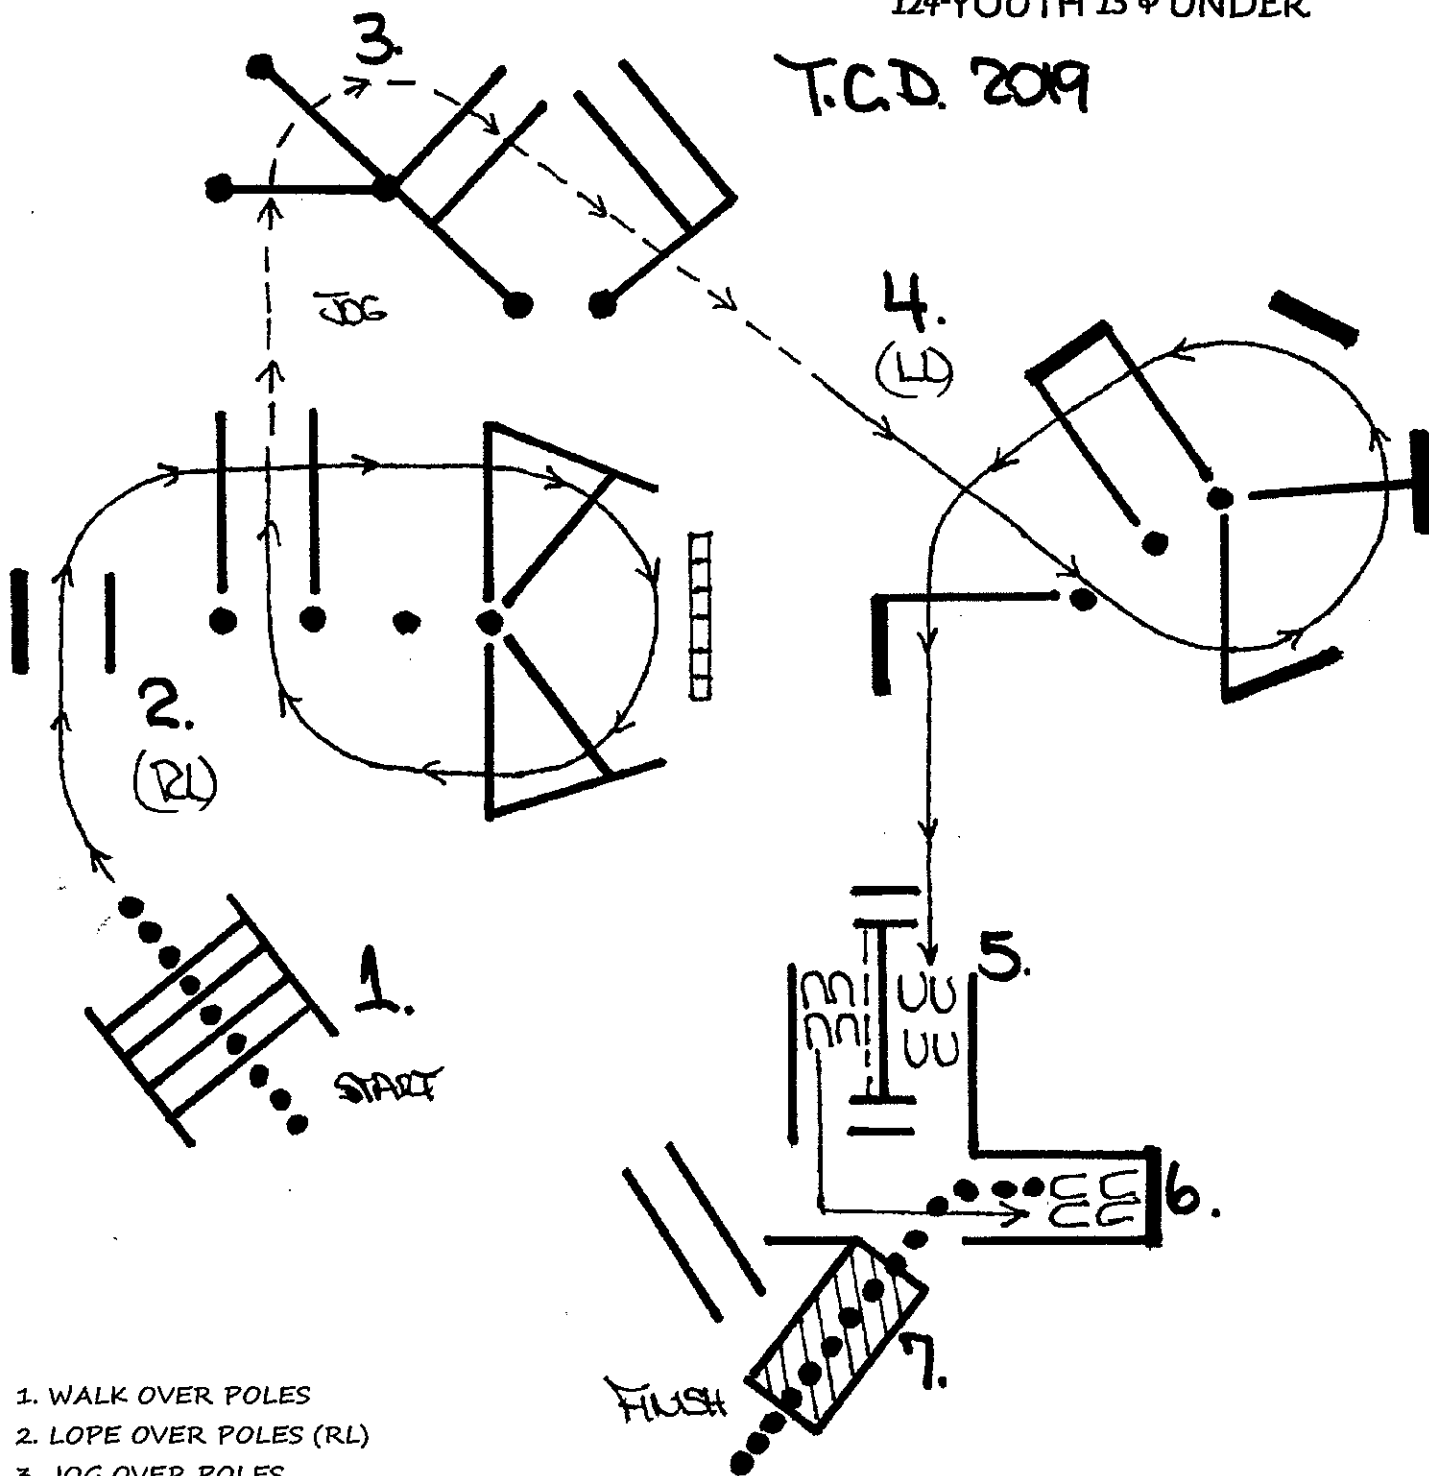 124-YOUTH 13 & UNDER
T.C.D. 2019
3.
JOG
4.
(LL)
2.
(RL)
1.
START
5.
6.
7.
FINISH
1. WALK OVER POLES
2. LOPE OVER POLES (RL)
3. JOG OVER POLES